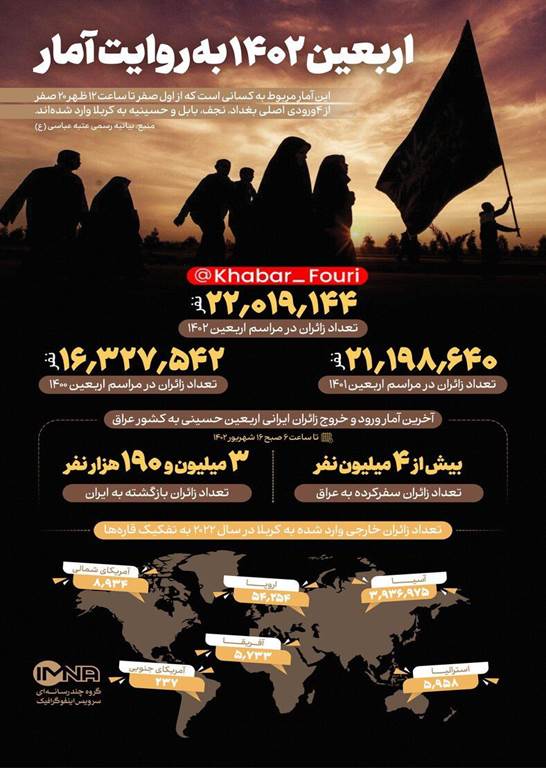 اربعین ۱۴۰۲ به روایت آمار
این آمار مربوط به کسانی است که از اول صفر تا ساعت ۱۲ ظهر ۲۰ صفر
از ۴ ورودی اصلی بغداد، نجف، بابل و حسینیه به کربلا وارد شده‌اند.
منبع: بیانیه رسمی عتبه عباسی (ع)
@Khabar_Fouri
۲۲٫۰۱۹٫۱۴۴ نفر
تعداد زائران در مراسم اربعین ۱۴۰۲
۲۱٫۱۹۸٫۶۴۰ نفر
تعداد زائران در مراسم اربعین ۱۴۰۱
۱۶٫۳۲۷٫۵۴۲ نفر
تعداد زائران در مراسم اربعین ۱۴۰۰
آخرین آمار ورود و خروج زائران ایرانی اربعین حسینی به کشور عراق
تا ساعت ۶ صبح ۱۶ شهریور ۱۴۰۲
بیش از ۴ میلیون نفر
تعداد زائران سفرکرده به عراق
۳ میلیون و ۱۹۰ هزار نفر
تعداد زائران بازگشته به ایران
تعداد زائران خارجی وارد شده به کربلا در سال ۲۰۲۲ به تفکیک قاره‌ها
آسیا
۳٫۹۳۶٫۹۷۵
اروپا
۵۴٫۲۵۴
آمریکای شمالی
۸٫۹۳۴
آفریقا
۵٫۷۳۳
استرالیا
۵٫۹۵۸
آمریکای جنوبی
۲۳۷
IMNA
گروه چندرسانه‌ای
سرویس اینفوگرافیک